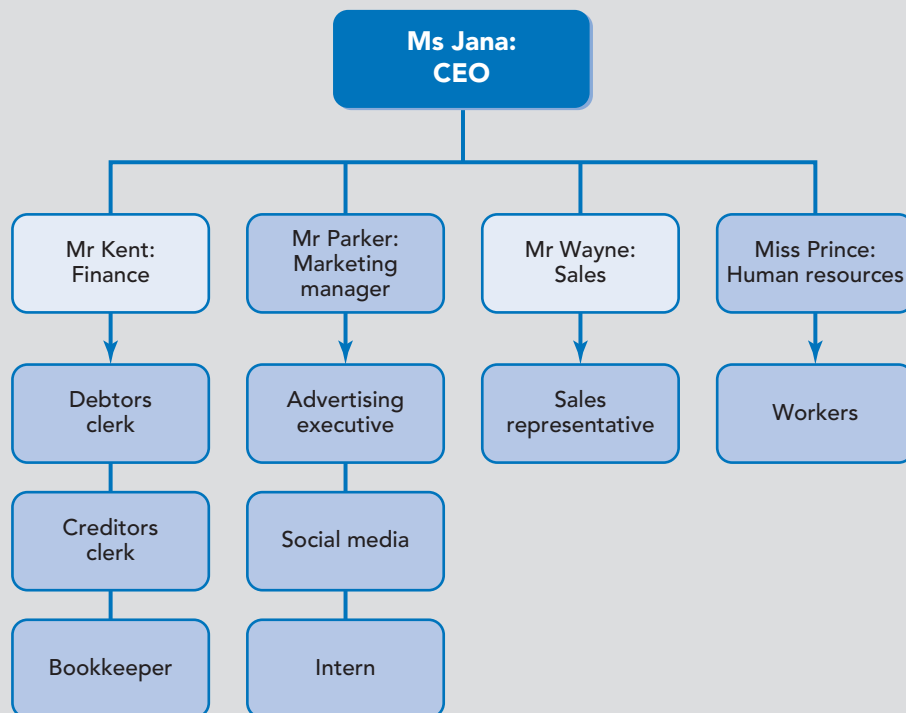 Ms Jana:
CEO
Mr Kent:
Finance
Mr Parker:
Marketing
manager
Mr Wayne:
Sales
Miss Prince:
Human resources
Debtors
clerk
Advertising
executive
Sales
representative
Workers
Creditors
clerk
Social media
Bookkeeper
Intern